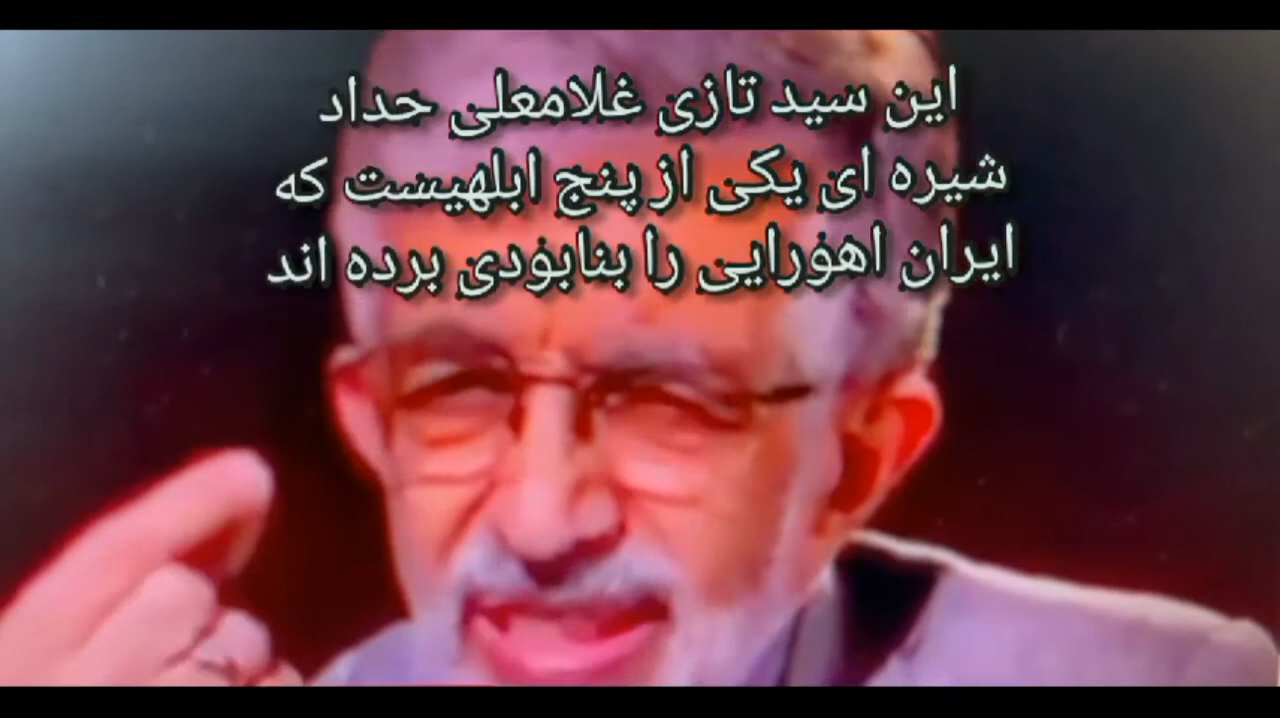 این سید تازی غلامعلی حداد
شیره ای یکی از پنج ابلهیست که
ایران اهورایی را بنابودی برده اند